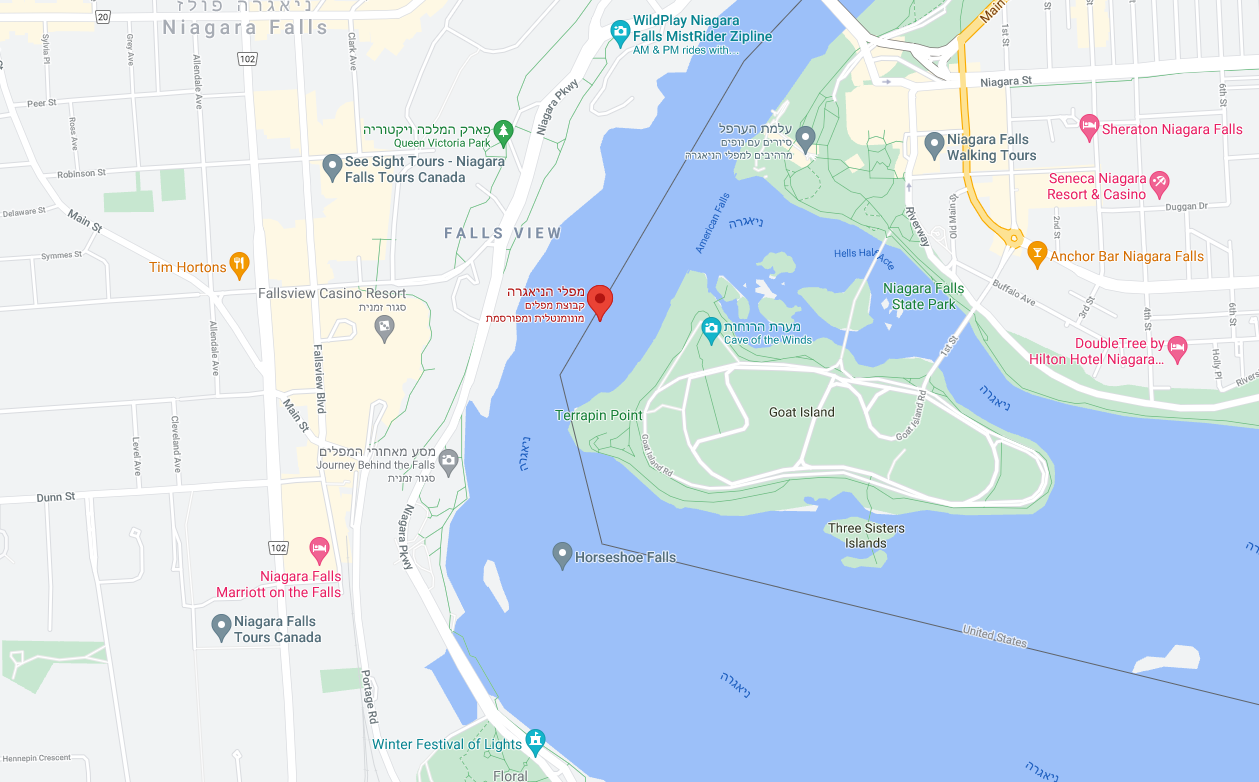 ניאגרה פולז
Niagara Falls
20
Main
WildPlay Niagara
Falls MistRider Zipline
AM & PM rides with...
Sylvia Pl
Grey Ave
Clark Ave
1st St
102
Allendale Ave
Niagara St
6th St
Niagara Pkwy
Peer St
Ross Ave
עלמת הערפל
סיורים עם נופים
מרהיבים למפלי הניאגרה
פארק המלכה ויקטוריה
Queen Victoria Park
Sheraton Niagara Falls
Niagara Falls
Walking Tours
See Sight Tours - Niagara
Falls Tours Canada
Robinson St
Seneca Niagara
Resort & Casino
Duggan Dr
Delaware St
Main St
Old Main St
2nd St
Riverway
American Falls
ניאגרה
FALLS VIEW
Symmes St
Hells Half Acre
Anchor Bar Niagara Falls
Tim Hortons
Fallsview Casino Resort
סגור זמנית
מפלי הניאגרה
קבוצר מפלים
מונומנטלית ומפורסמת
Niagara Falls
State Park
Buffalo Ave
3rd St
4th St
6th St
מערת הרוחות
Cave of the Winds
Allendale Ave
Fallsview Blvd
1st St
DoubleTree by
Hilton Hotel Niagara...
Holly Pl
Rivers
ניאגרה
Terrapin Point
Goat Island
Goat Island Rd
Goat Island Rd
Main St
Level Ave
Cleveland Ave
ניאגרה
מסע מאחורי המפלים
Journey Behind the Falls
סגור זמנית
Dunn St
Niagara Pkwy
Three Sisters
Islands
102
Horseshoe Falls
Niagara Falls
Marriott on the Falls
Niagara Falls
Tours Canada
United States
Portage Rd
ניאגרה
Winter Festival of Lights
Hennepin Crescent
Floral
ניאגרה